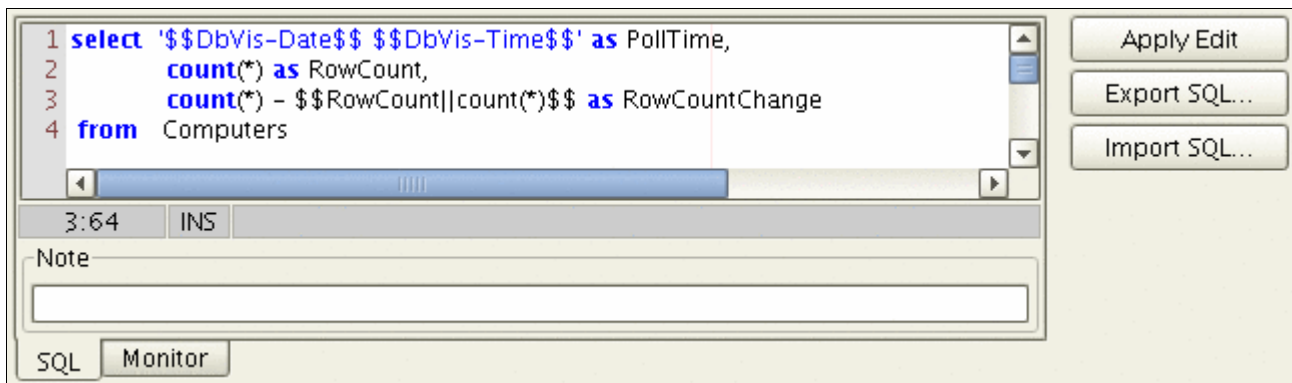 1 select '$$DbVis-Date$$ $$DbVis-Time$$' as PollTime,
2 count(*) as RowCount,
3 count(*) - $$RowCount||count(*)$$ as RowCountChange
4 from Computers
Apply Edit
Export SQL...
Import SQL...
3:64 INS
Note
SQL Monitor